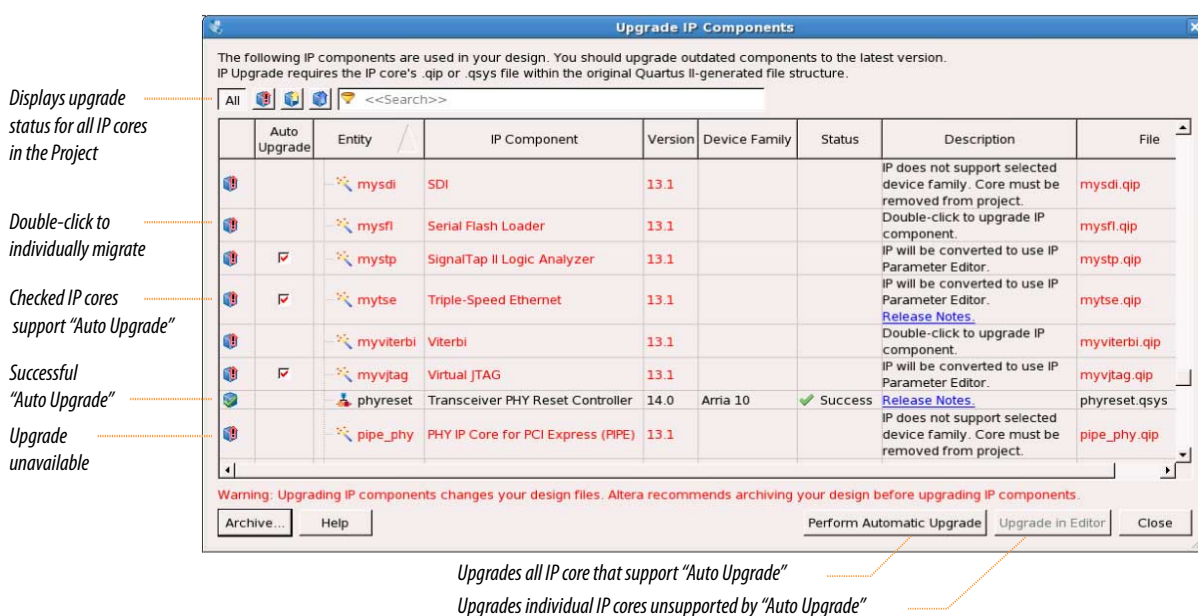 Upgrade IP Components
The following IP components are used in your design. You should upgrade outdated components to the latest version.
IP Upgrade requires the IP core's .qip or .qsys file within the original Quartus II-generated file structure.
Displays upgrade
status for all IP cores
in the Project
All <<Search>>
Auto
Upgrade
Entity IP Component Version Device Family Status Description File
mysdi SDI 13.1
IP does not support selected
device family. Core must be
removed from project.
mysdi.qip
Double-click to
individually migrate
mysfl Serial Flash Loader 13.1
Double-click to upgrade IP
component.
mysfl.qip
mystp SignalTap II Logic Analyzer 13.1
IP will be converted to use IP
Parameter Editor.
mystp.qip
Checked IP cores
support “Auto Upgrade”
mytse Triple-Speed Ethernet 13.1
IP will be converted to use IP
Parameter Editor.
Release Notes.
mytse.qip
myviterbi Viterbi 13.1
Double-click to upgrade IP
component.
myviterbi.qip
myvjtag Virtual JTAG 13.1
IP will be converted to use IP
Parameter Editor.
myvjtag.qip
Successful
“Auto Upgrade”
phyreset Transceiver PHY Reset Controller 14.0 Arria 10 Success Release Notes. phyreset.qsys
Upgrade
unavailable
pipe_phy PHY IP Core for PCI Express (PIPE) 13.1
IP does not support selected
device family. Core must be
removed from project.
pipe_phy.qip
Warning: Upgrading IP components changes your design files. Altera recommends archiving your design before upgrading IP components.
Archive... Help Perform Automatic Upgrade Upgrade in Editor Close
Upgrades all IP core that support “Auto Upgrade”
Upgrades individual IP cores unsupported by “Auto Upgrade”